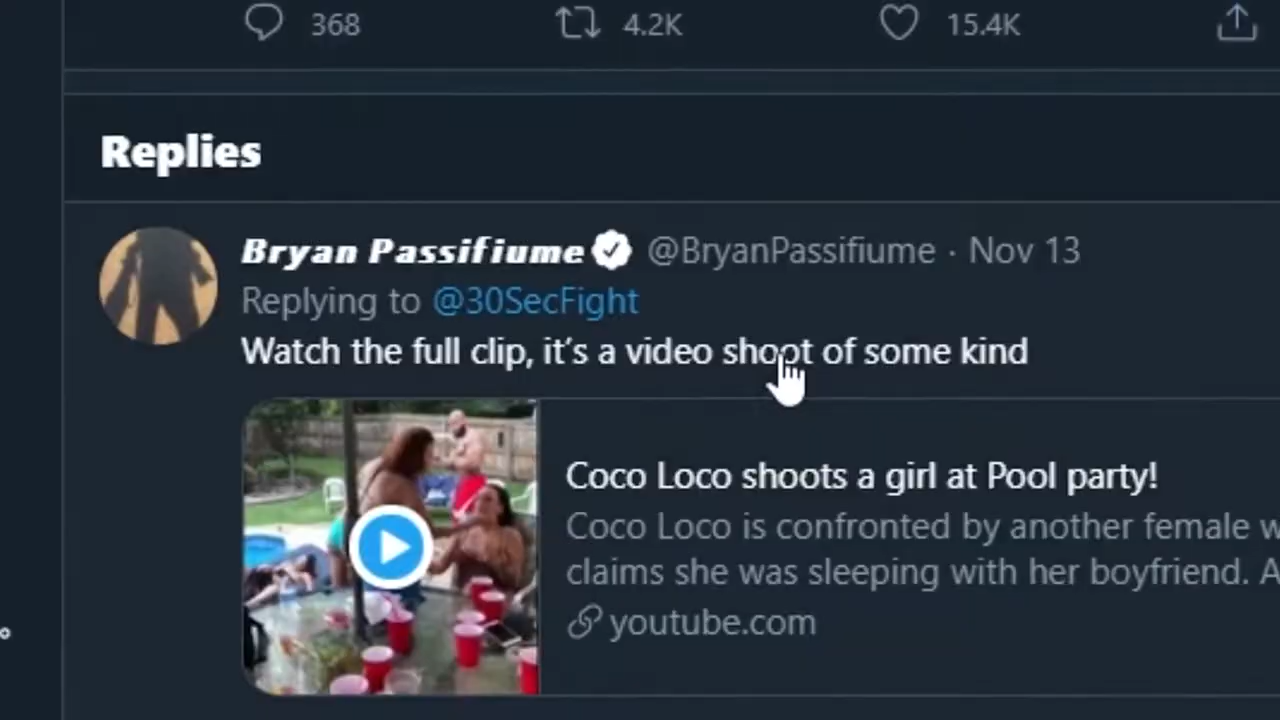 368 4.2K 15.4K
Replies
Bryan Passifiume @BryanPassifiume · Nov 13
Replying to @30SecFight
Watch the full clip, it's a video shoot of some kind
Coco Loco shoots a girl at Pool party!
Coco Loco is confronted by another female w
claims she was sleeping with her boyfriend. A
youtube.com